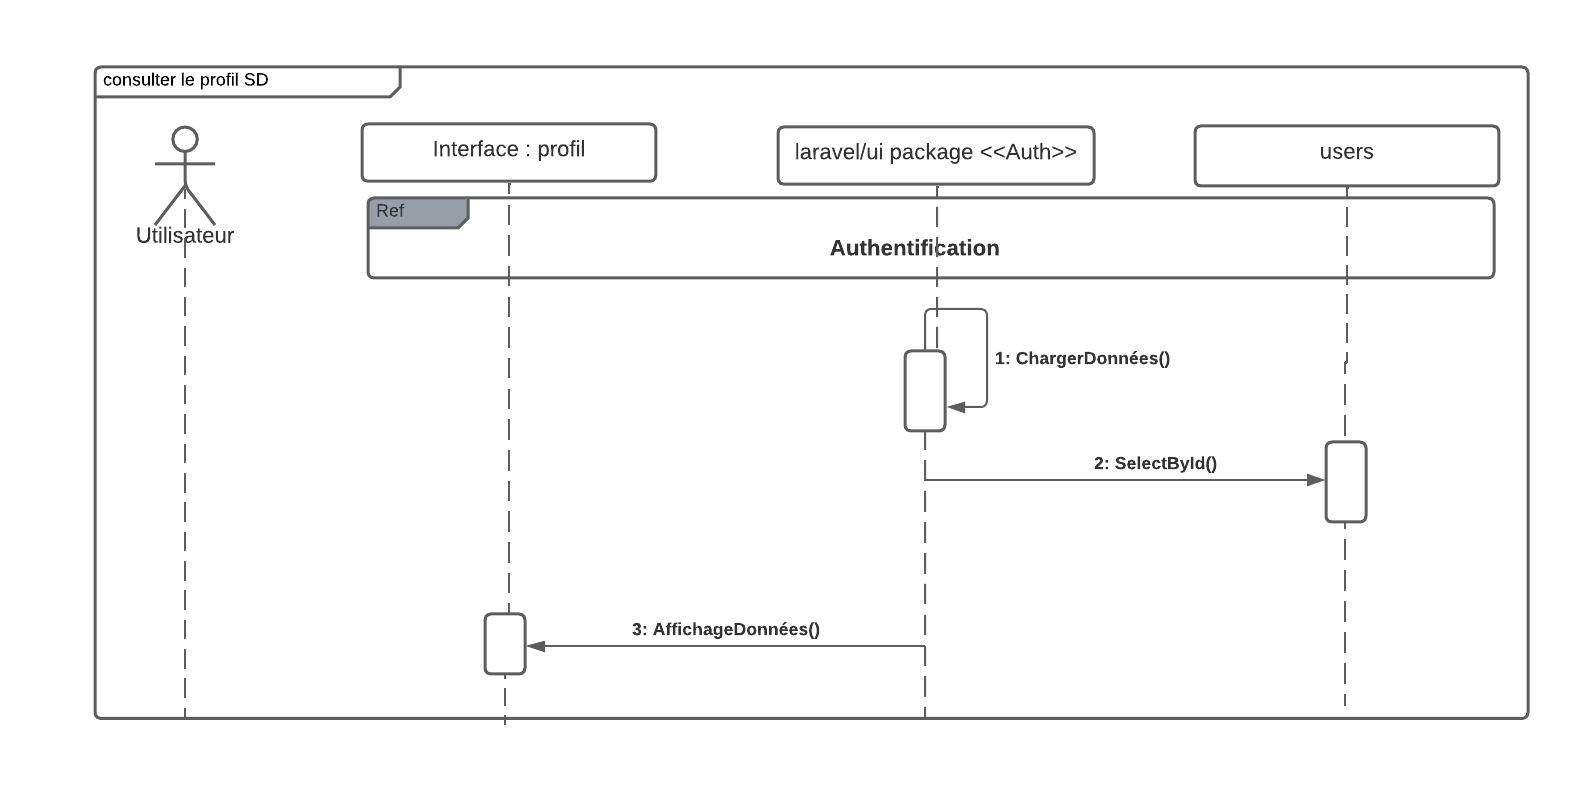 consulter le profil SD
Interface : profil
laravel/ui package <<Auth>>
users
Utilisateur
Ref
Authentification
1: ChargerDonnées()
2: SelectById()
3: AffichageDonnées()